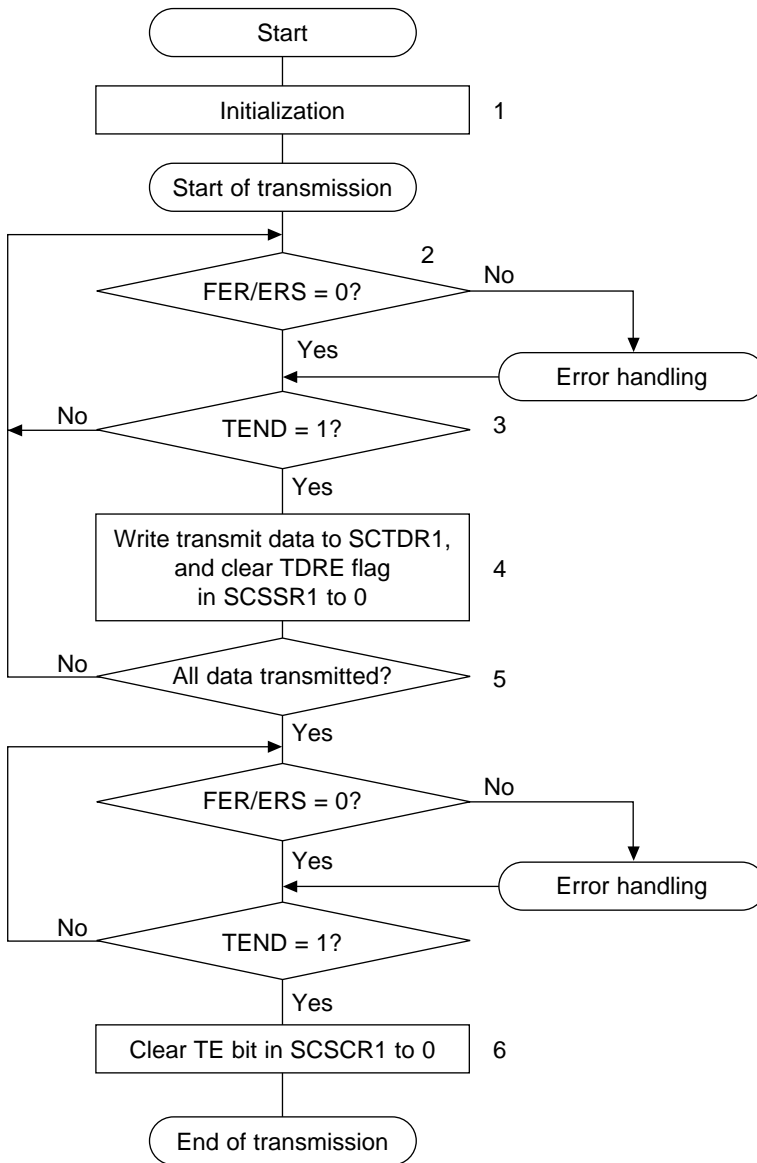 Start
Initialization
1
Start of transmission
2
FER/ERS = 0?
No
Yes
Error handling
No
TEND = 1?
3
Yes
Write transmit data to SCTDR1,
and clear TDRE flag
in SCSSR1 to 0
4
No
All data transmitted?
5
Yes
FER/ERS = 0?
No
Yes
Error handling
No
TEND = 1?
Yes
Clear TE bit in SCSCR1 to 0
6
End of transmission